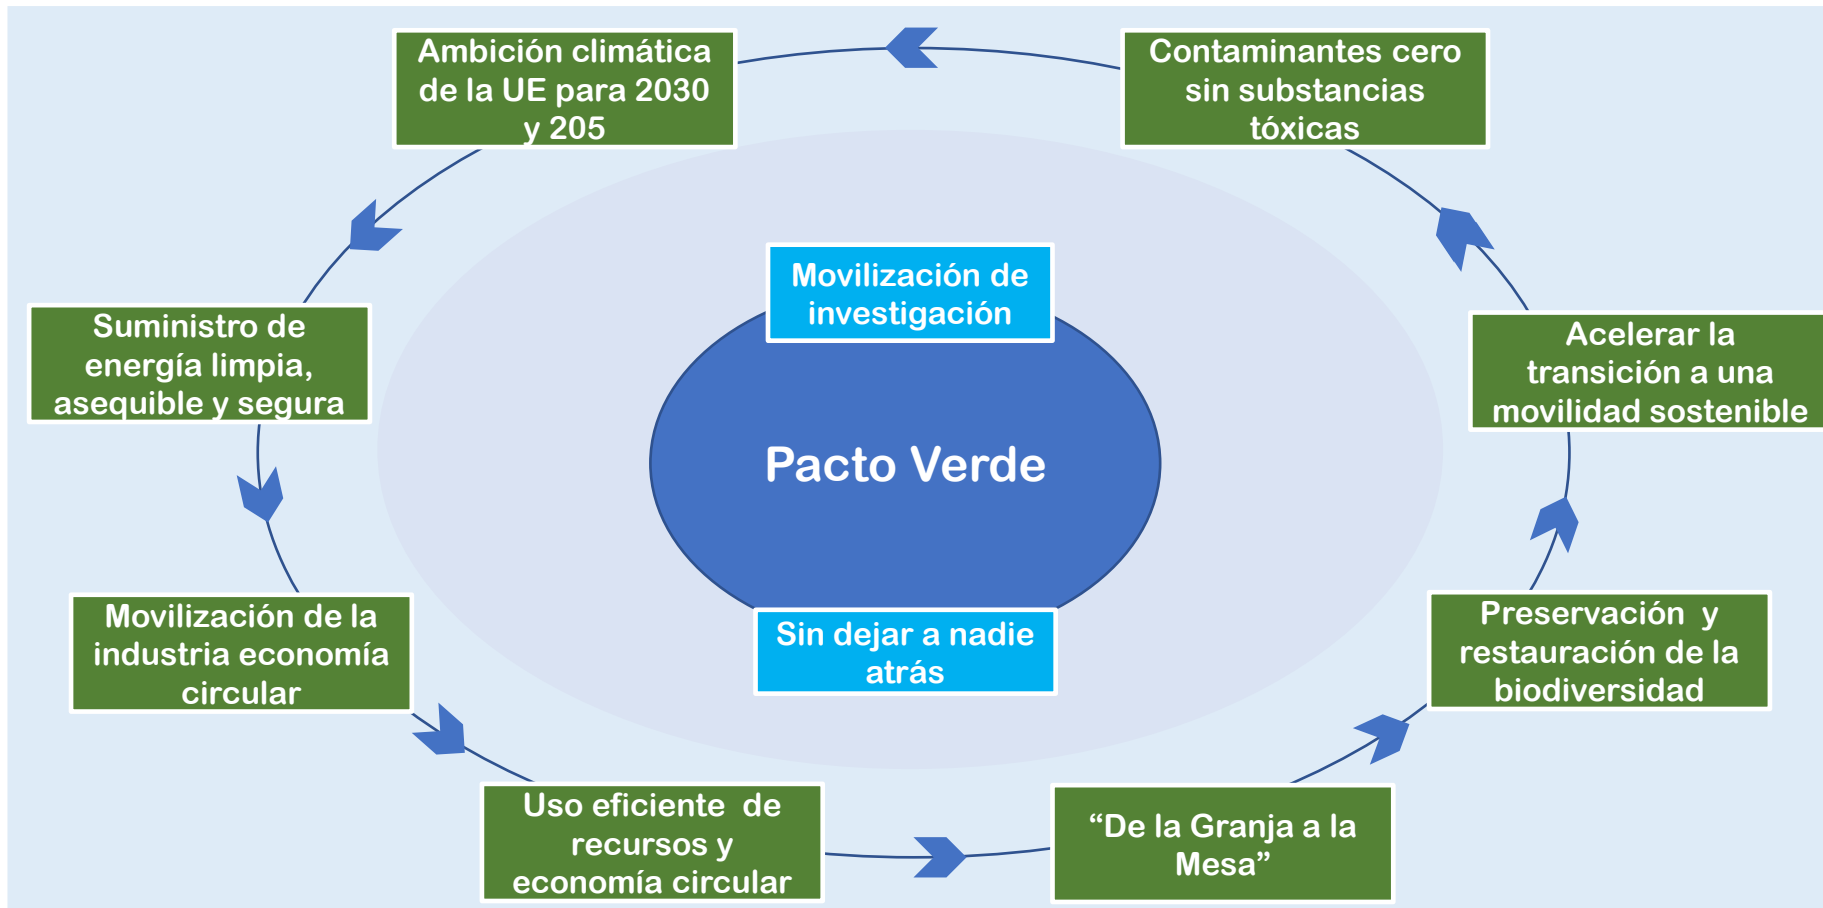 Ambición climática
de la UE para 2030
y 205
Contaminantes cero
sin substancias
tóxicas
Movilización de
investigación
Suministro de
energía limpia,
asequible y segura
Acelerar la
transición a una
movilidad sostenible
Pacto Verde
Movilización de la
industria economía
circular
Sin dejar a nadie
atrás
Preservación y
restauración de la
biodiversidad
Uso eficiente de
recursos y
economía circular
“De la Granja a la
Mesa”